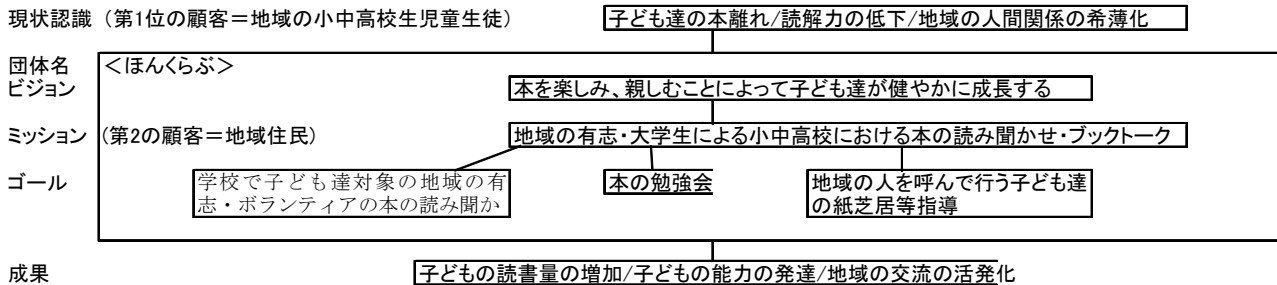 現状認識（第1位の顧客＝地域の小中高校生児童生徒） 子ども達の本離れ/読解力の低下/地域の人間関係の希薄化
団体名 ＜ほんくらぶ＞
ビジョン 本を楽しみ、親しむことによって子ども達が健やかに成長する
ミッション （第2の顧客＝地域住民） 地域の有志・大学生による小中高校における本の読み聞かせ・ブックトーク
ゴール 学校で子ども達対象の地域の有 本の勉強会 地域の人を呼んで行う子ども達
志・ボランティアの本の読み聞か の紙芝居等指導
成果 子どもの読書量の増加/子どもの能力の発達/地域の交流の活発化